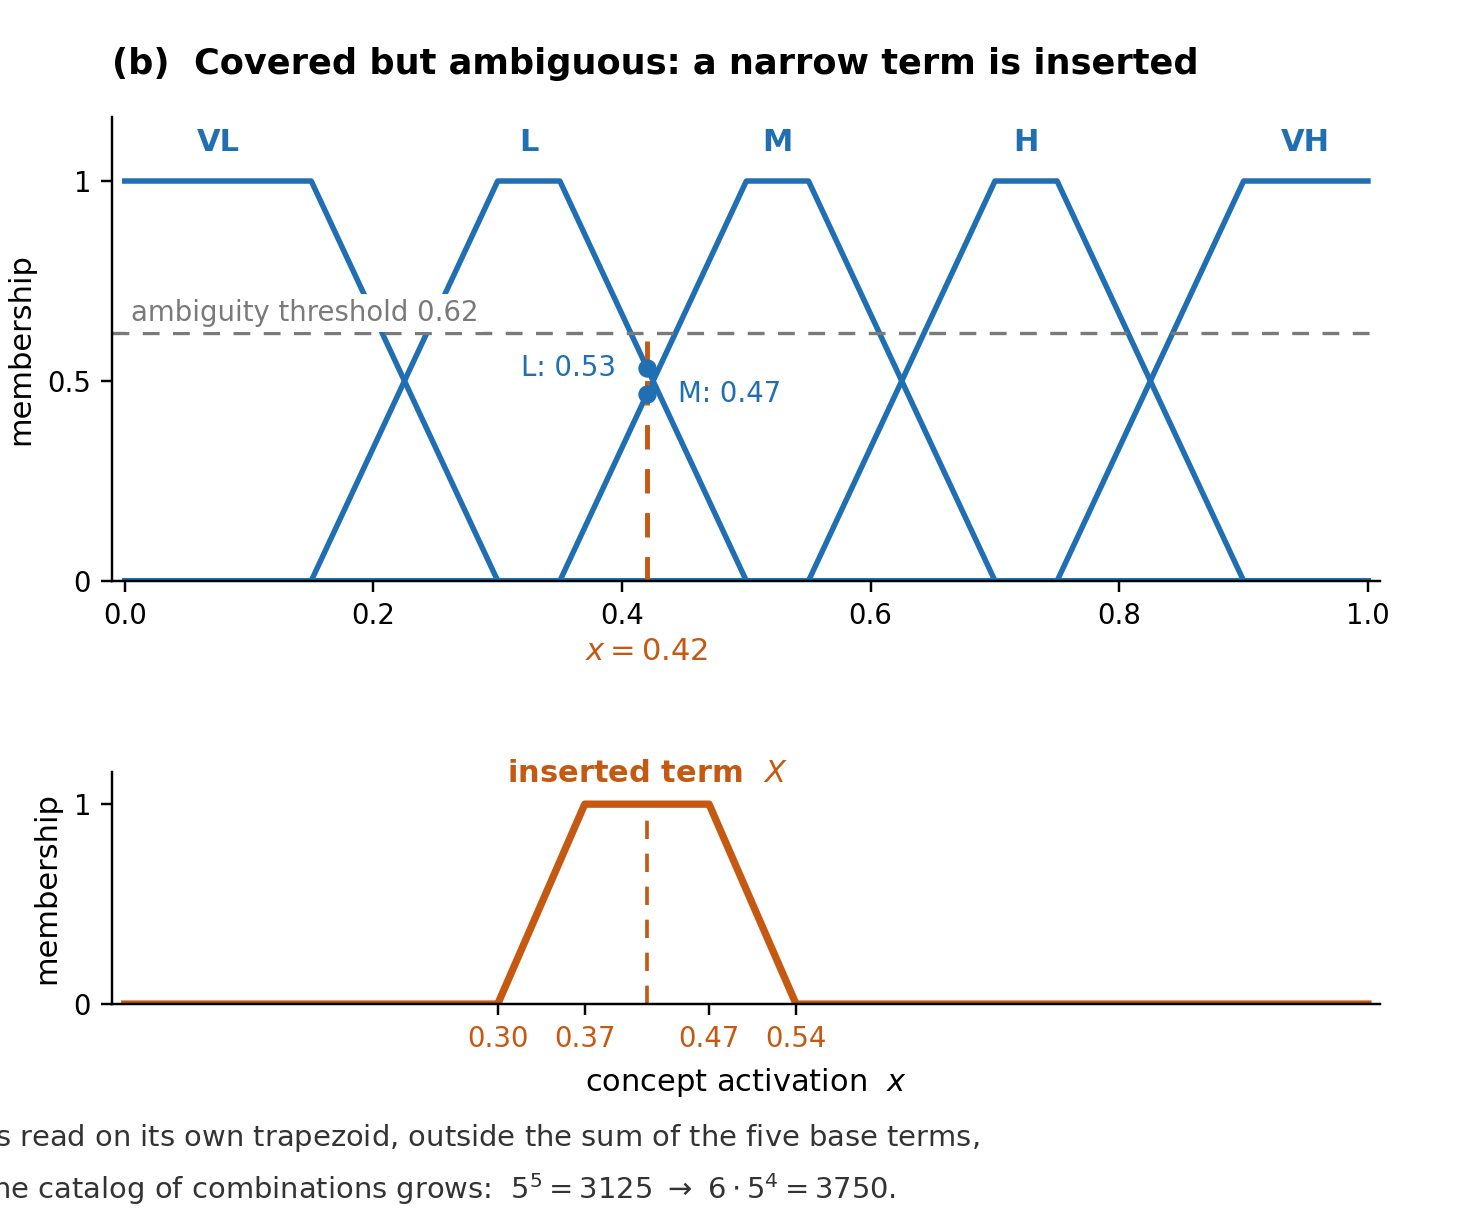 (b) Covered but ambiguous: a narrow term is inserted
VL L M H VH
1
ambiguity threshold 0.62
membership
L: 0.53
0.5
M: 0.47
0
0.0 0.2 0.4 0.6 0.8 1.0
x = 0.42
inserted term X
1
membership
0
0.30 0.37 0.47 0.54
concept activation x
read on its own trapezoid, outside the sum of the five base terms,
catalog of combinations grows: 5⁵ = 3125 → 6 · 5⁴ = 3750.